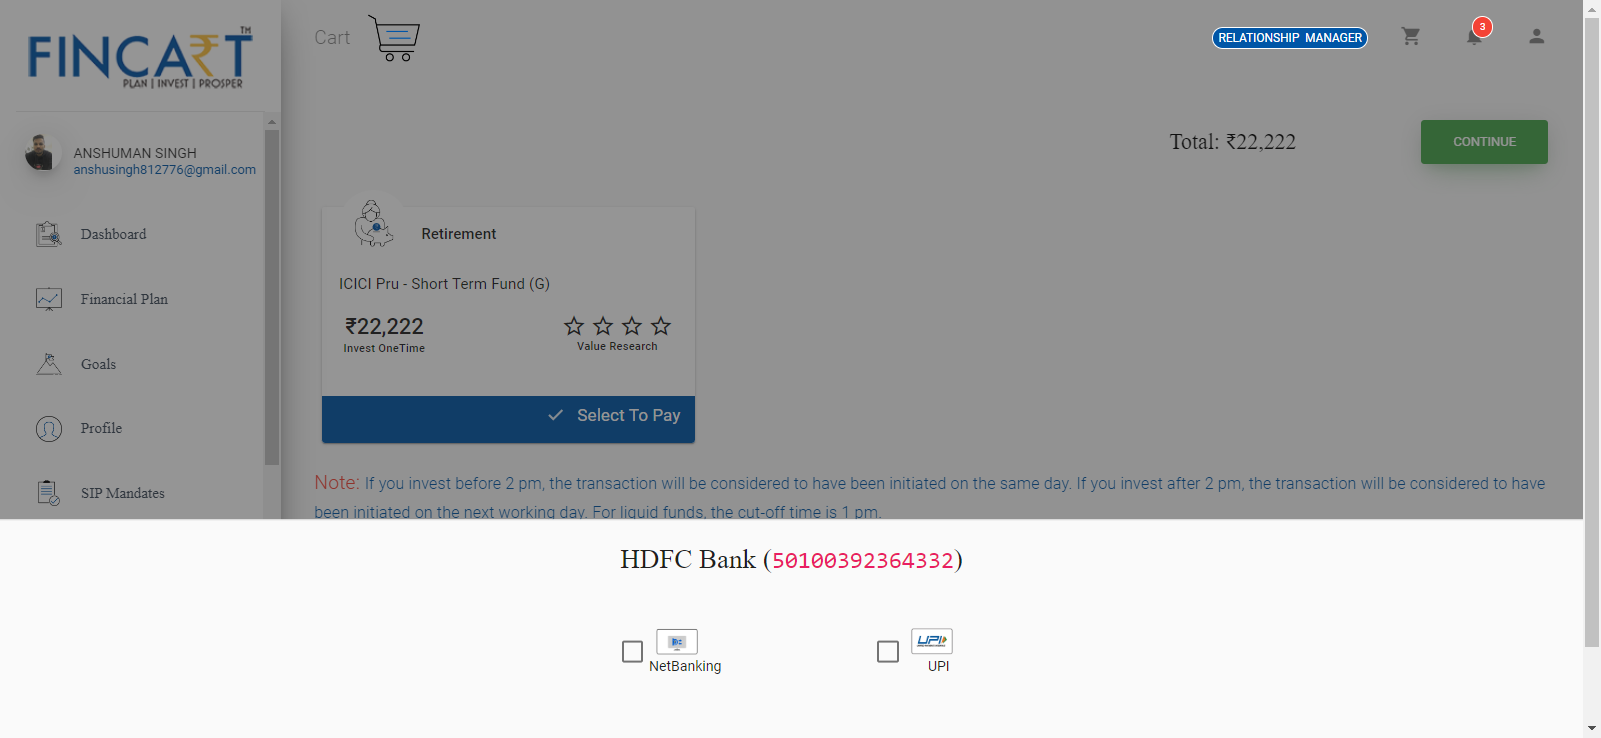 FINCART TM
PLAN | INVEST | PROSPER
Cart
RELATIONSHIP MANAGER
3
ANSHUMAN SINGH
anshusingh812776@gmail.com
Dashboard
Financial Plan
Goals
Profile
SIP Mandates
Total: ₹22,222
CONTINUE
Retirement
ICICI Pru - Short Term Fund (G)
₹22,222
Invest OneTime
Value Research
Select To Pay
Note: If you invest before 2 pm, the transaction will be considered to have been initiated on the same day. If you invest after 2 pm, the transaction will be considered to have
been initiated on the next working day. For liquid funds, the cut-off time is 1 pm.
HDFC Bank (50100392364332)
NetBanking
UPI
UPI